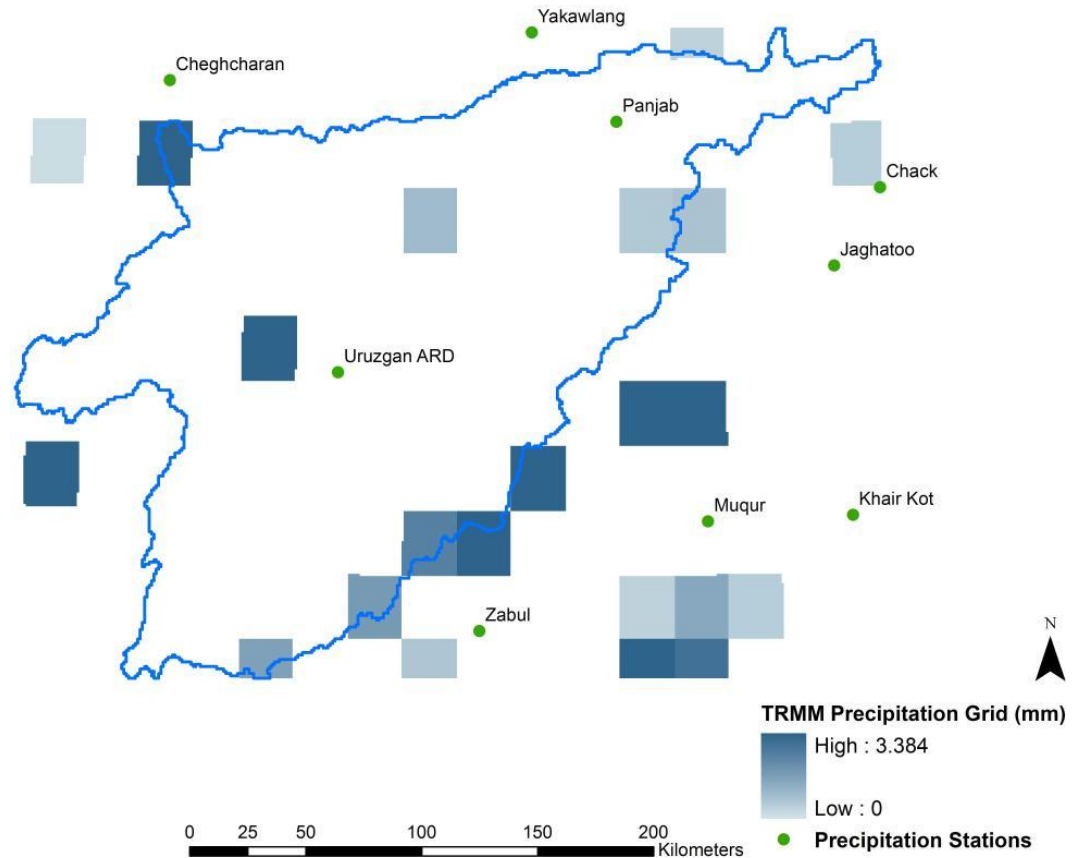 Yakawlang
Cheghcharan
Panjab
Chack
Jaghatoo
Uruzgan ARD
Muqur
Khair Kot
Zabul
N
TRMM Precipitation Grid (mm)
High : 3.384
Low : 0
Precipitation Stations
0 25 50 100 150 200
Kilometers